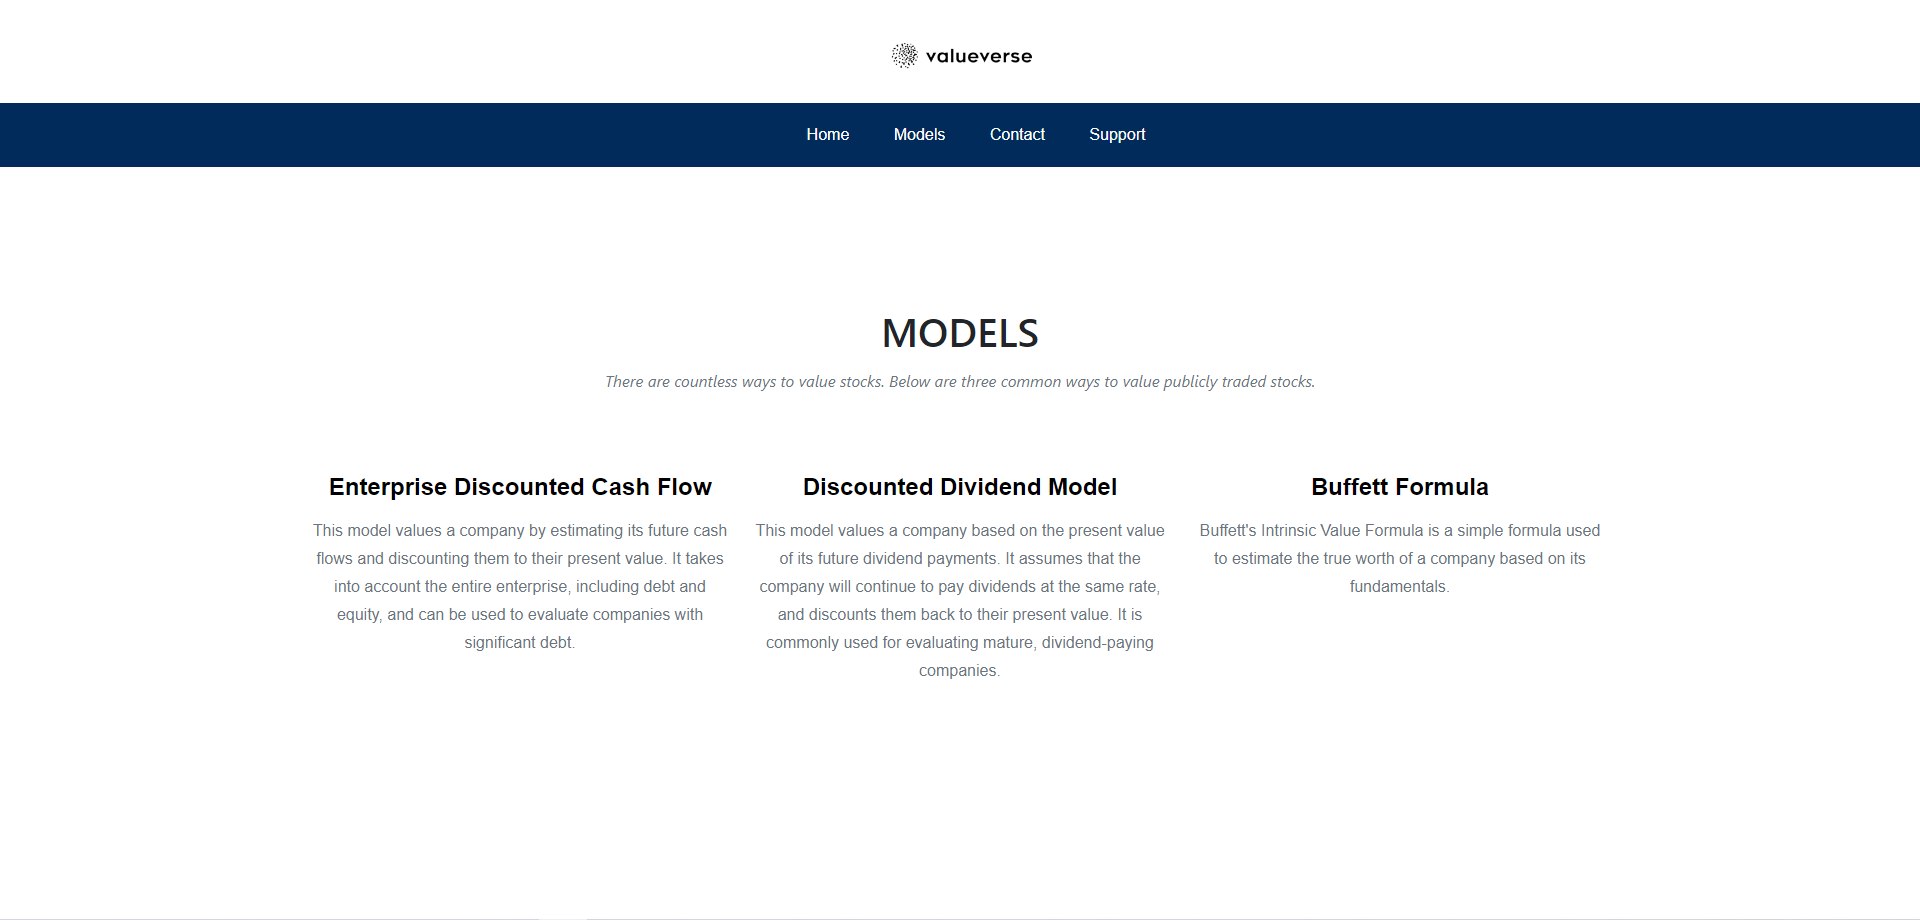 valueverse
Home Models Contact Support
MODELS
There are countless ways to value stocks. Below are three common ways to value publicly traded stocks.
Enterprise Discounted Cash Flow
This model values a company by estimating its future cash
flows and discounting them to their present value. It takes
into account the entire enterprise, including debt and
equity, and can be used to evaluate companies with
significant debt.
Discounted Dividend Model
This model values a company based on the present value
of its future dividend payments. It assumes that the
company will continue to pay dividends at the same rate,
and discounts them back to their present value. It is
commonly used for evaluating mature, dividend-paying
companies.
Buffett Formula
Buffett's Intrinsic Value Formula is a simple formula used
to estimate the true worth of a company based on its
fundamentals.